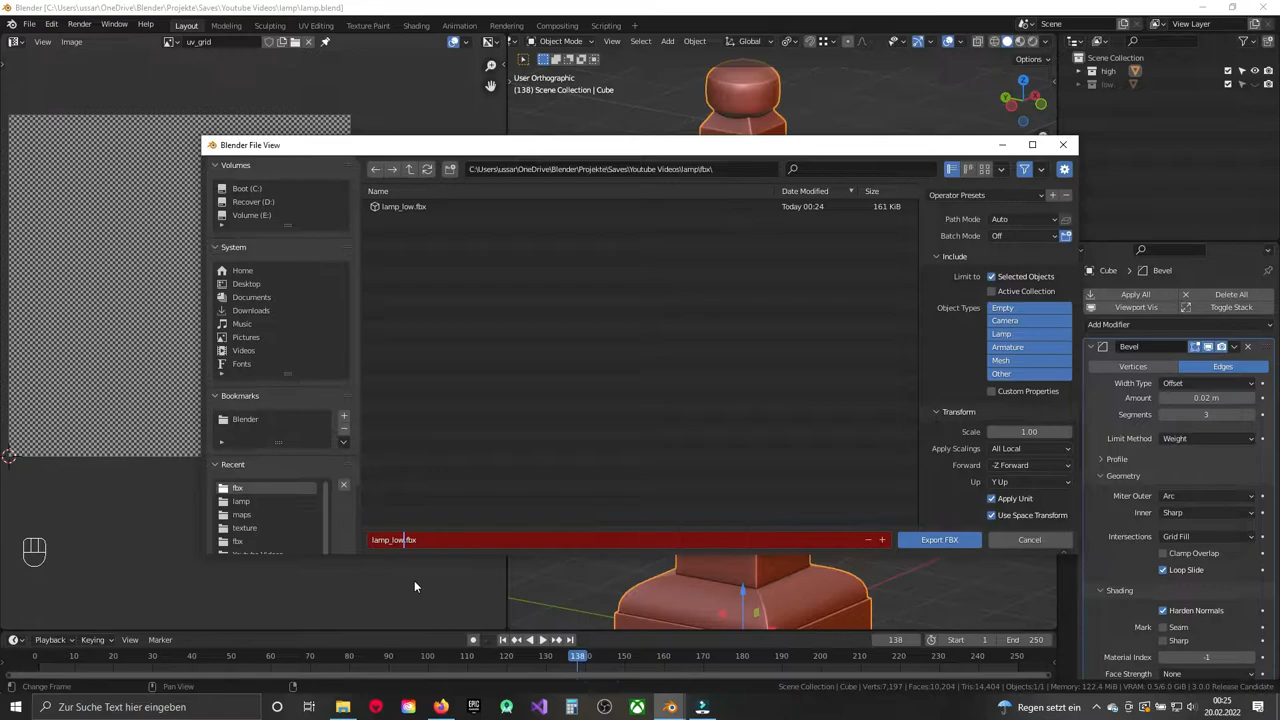 Blender [C:\Users\ussar\OneDrive\Blender\Projekte\Saves\Youtube Videos\lamp\lamp.blend]
File Edit Render Window Help Layout Modeling Sculpting UV Editing Texture Paint Shading Animation Rendering Compositing Scripting Scene View Layer
View Image uv_grid Object Mode View Select Add Object Global
Options
User Orthographic
(138) Scene Collection | Cube
Scene Collection
high
low
Z
Blender File View
Volumes
Boot (C:)
Recover (D:)
Volume (E:)
System
Home
Desktop
Documents
Downloads
Music
Pictures
Videos
Fonts
Bookmarks
Blender
Recent
fbx
lamp
maps
texture
fbx
Youtube Videos
C:\Users\ussar\OneDrive\Blender\Projekte\Saves\Youtube Videos\lamp\fbx\
Name Date Modified Size
lamp_low.fbx Today 00:24 161 KiB
lamp_low.fbx
Operator Presets
Path Mode Auto
Batch Mode Off
Include
Limit to Selected Objects
Active Collection
Object Types Empty
Camera
Lamp
Armature
Mesh
Other
Custom Properties
Transform
Scale 1.00
Apply Scalings All Local
Forward -Z Forward
Up Y Up
Apply Unit
Use Space Transform
Export FBX Cancel
Cube Bevel
Apply All Delete All
Viewport Vis Toggle Stack
Add Modifier
Bevel
Vertices Edges
Width Type Offset
Amount 0.02 m
Segments 3
Limit Method Weight
Profile
Geometry
Miter Outer Arc
Inner Sharp
Intersections Grid Fill
Clamp Overlap
Loop Slide
Shading
Harden Normals
Mark Seam
Sharp
Material Index -1
Face Strength None
Playback Keying View Marker 138 Start 1 End 250
0 10 20 30 40 50 60 70 80 90 100 110 120 130 138 150 160 170 180 190 200 210 220 230 240 250
Change Frame Pan View Scene Collection | Cube | Verts:7,197 | Faces:10,204 | Tris:14,404 | Objects:1/1 | Memory: 122.4 MiB | VRAM: 0.5/6.0 GiB | 3.0.0 Release Candidate
Zur Suche Text hier eingeben
Regen setzt ein
00:25
20.02.2022